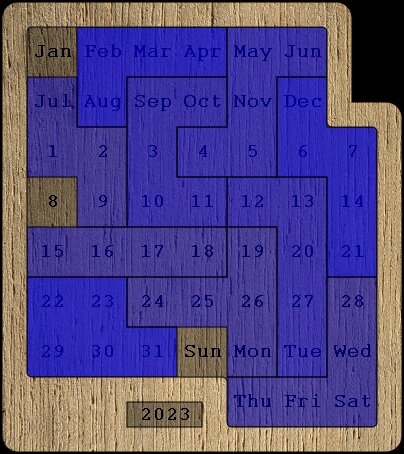 Jan Feb Mar Apr May Jun
Jul Aug Sep Oct Nov Dec
1 2 3 4 5 6 7
8 9 10 11 12 13 14
15 16 17 18 19 20 21
22 23 24 25 26 27 28
29 30 31 Sun Mon Tue Wed
Thu Fri Sat
2023